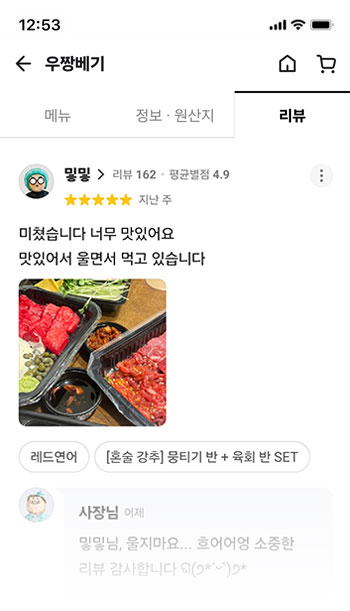 12:53
우짱베기
메뉴
정보 · 원산지
리뷰
밓밓
리뷰 162 · 평균별점 4.9
지난 주
미쳤습니다 너무 맛있어요
맛있어서 울면서 먹고 있습니다
레드연어
[혼술 강추] 뭉티기 반 + 육회 반 SET
사장님 어제
밓밓님, 울지마요... 흐어어엉 소중한
리뷰 감사합니다 ଘ(੭*ˊᵕˋ)੭*